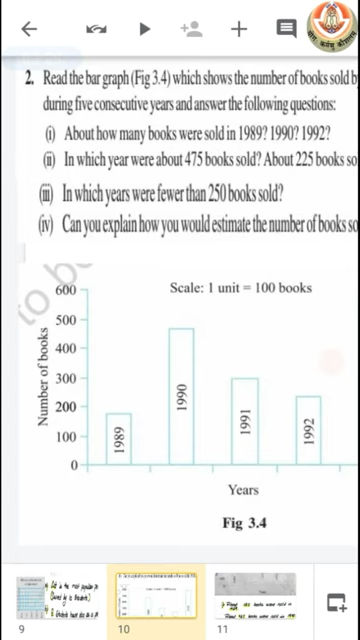 2. Read the bar graph (Fig 3.4) which shows the number of books sold b
during five consecutive years and answer the following questions:
(i) About how many books were sold in 1989? 1990? 1992?
(ii) In which year were about 475 books sold? About 225 books so
(iii) In which years were fewer than 250 books sold?
(iv) Can you explain how you would estimate the number of books so
to b
600
Scale: 1 unit = 100 books
500
400
300
200
100
0
Number of books
1989
1990
1991
1992
Years
Fig 3.4
9
10
11